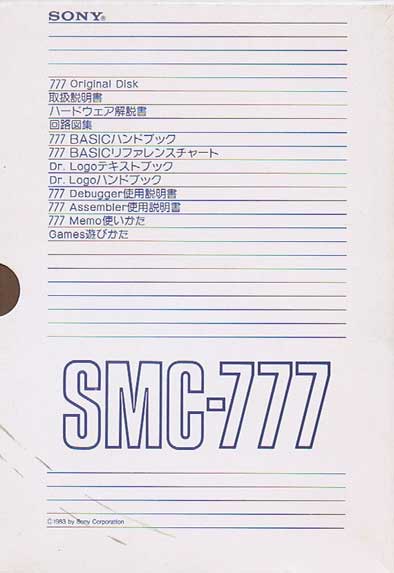 SONY®
777 Original Disk
取扱説明書
ハードウェア解説書
回路図集
777 BASICハンドブック
777 BASICリファレンスチャート
Dr. Logoテキストブック
Dr. Logoハンドブック
777 Debugger使用説明書
777 Assembler使用説明書
777 Memo使いかた
Games遊びかた
SMC-777
©1983 by Sony Corporation